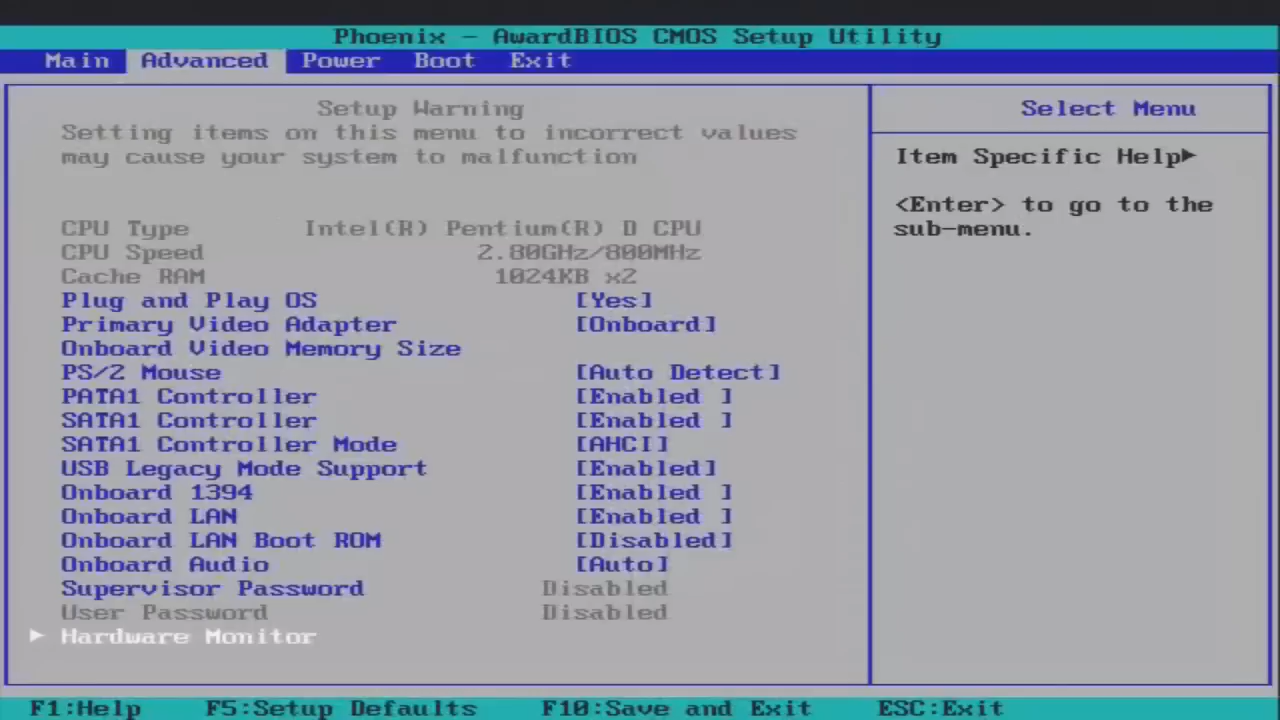 Phoenix - AwardBIOS CMOS Setup Utility
Main Advanced Power Boot Exit
Setup Warning
Setting items on this menu to incorrect values
may cause your system to malfunction
CPU Type Intel(R) Pentium(R) D CPU
CPU Speed 2.80GHz/800MHz
Cache RAM 1024KB x2
Plug and Play OS [Yes]
Primary Video Adapter [Onboard]
Onboard Video Memory Size
PS/2 Mouse [Auto Detect]
PATA1 Controller [Enabled ]
SATA1 Controller [Enabled ]
SATA1 Controller Mode [AHCI]
USB Legacy Mode Support [Enabled]
Onboard 1394 [Enabled ]
Onboard LAN [Enabled ]
Onboard LAN Boot ROM [Disabled]
Onboard Audio [Auto]
Supervisor Password Disabled
User Password Disabled
▶ Hardware Monitor
Select Menu
Item Specific Help▶
<Enter> to go to the
sub-menu.
F1:Help F5:Setup Defaults F10:Save and Exit ESC:Exit